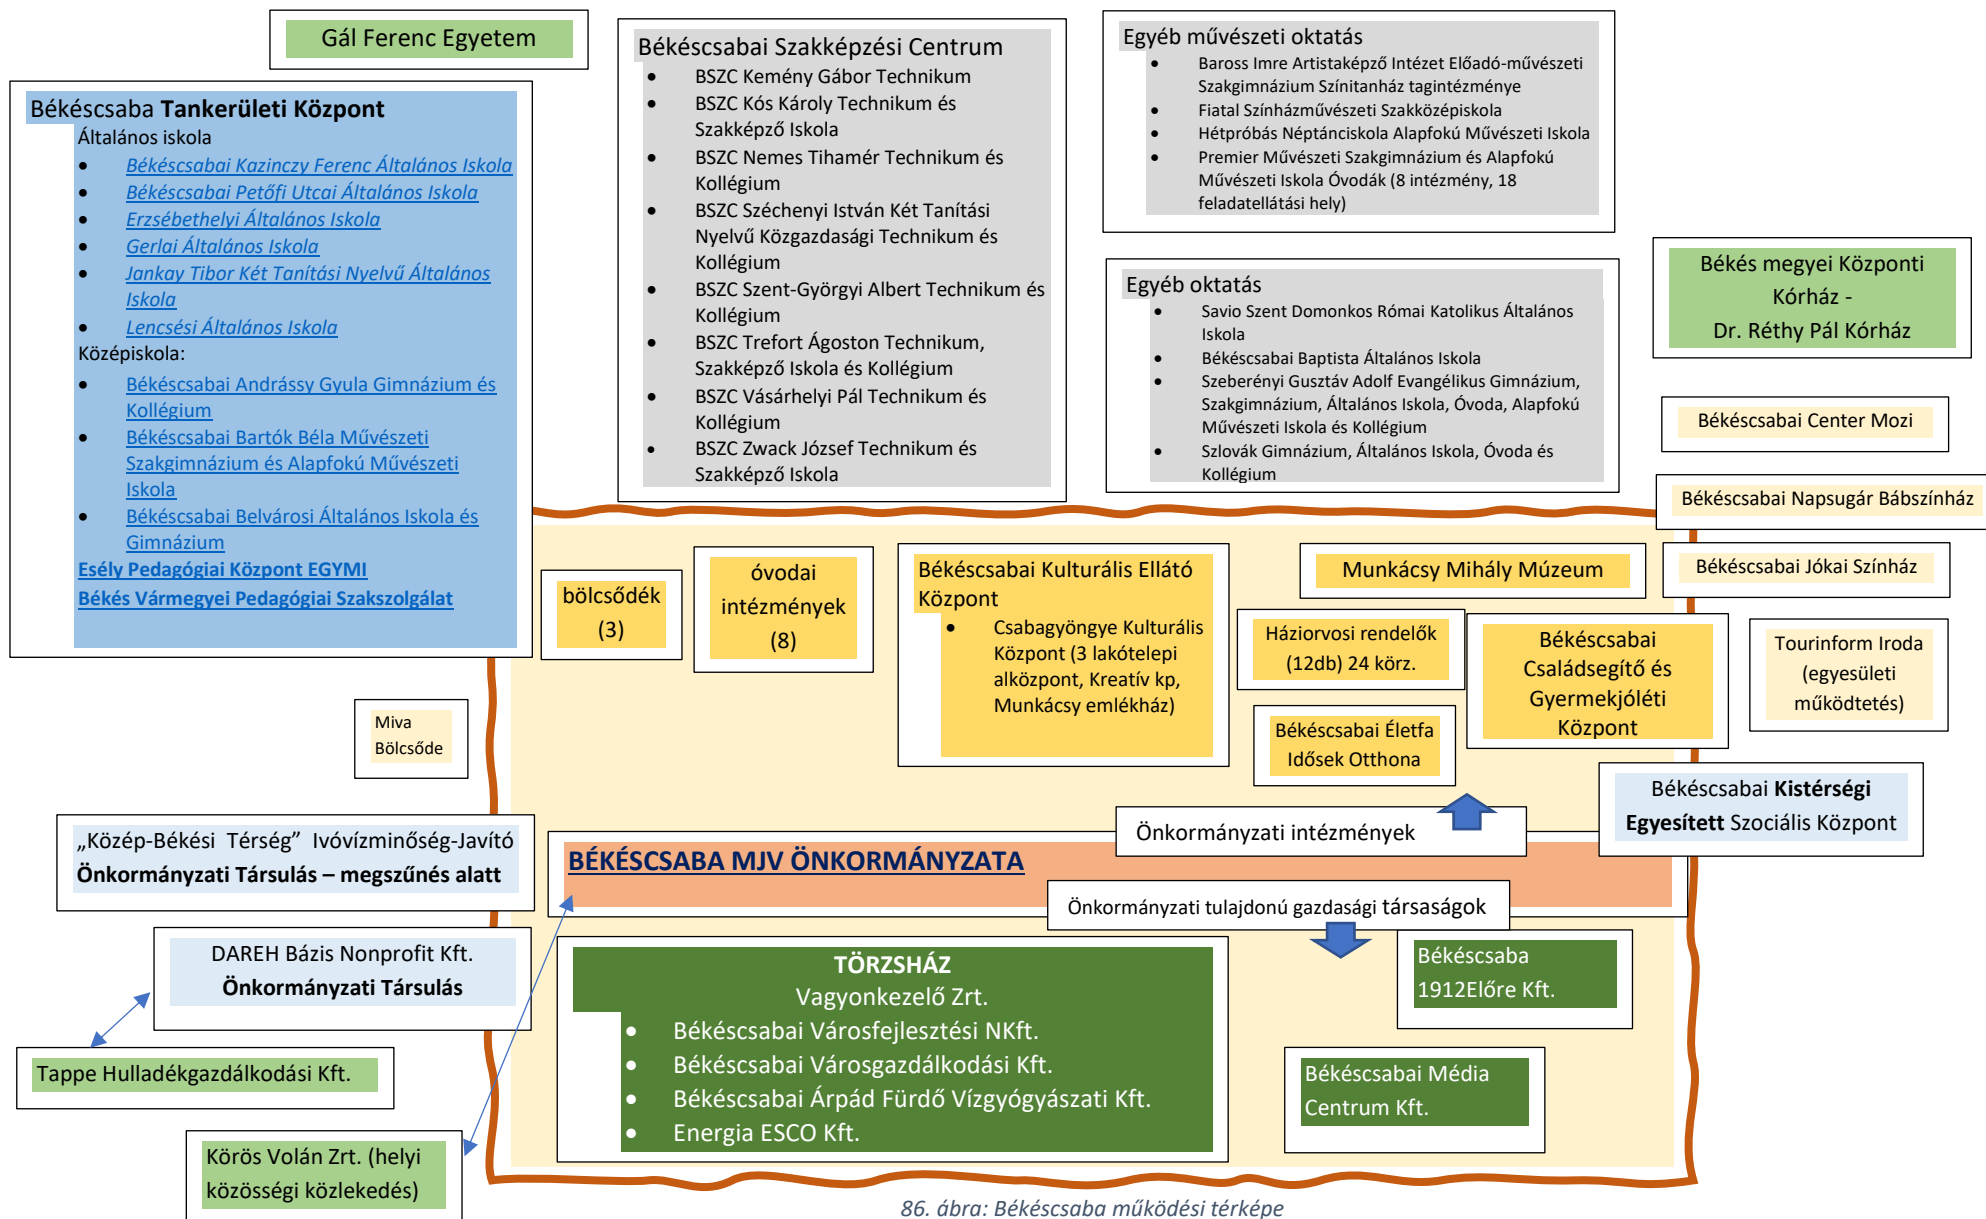 Gál Ferenc Egyetem
Békéscsaba Tankerületi Központ
Általános iskola
• Békéscsabai Kazinczy Ferenc Általános Iskola
• Békéscsabai Petőfi Utcai Általános Iskola
• Erzsébethelyi Általános Iskola
• Gerlai Általános Iskola
• Jankay Tibor Két Tanítási Nyelvű Általános
Iskola
• Lencsési Általános Iskola
Középiskola:
• Békéscsabai Andrássy Gyula Gimnázium és
Kollégium
• Békéscsabai Bartók Béla Művészeti
Szakgimnázium és Alapfokú Művészeti
Iskola
• Békéscsabai Belvárosi Általános Iskola és
Gimnázium
Esély Pedagógiai Központ EGYMI
Békés Vármegyei Pedagógiai Szakszolgálat
Békéscsabai Szakképzési Centrum
• BSZC Kemény Gábor Technikum
• BSZC Kós Károly Technikum és
Szakképző Iskola
• BSZC Nemes Tihamér Technikum és
Kollégium
• BSZC Széchenyi István Két Tanítási
Nyelvű Közgazdasági Technikum és
Kollégium
• BSZC Szent-Györgyi Albert Technikum és
Kollégium
• BSZC Trefort Ágoston Technikum,
Szakképző Iskola és Kollégium
• BSZC Vásárhelyi Pál Technikum és
Kollégium
• BSZC Zwack József Technikum és
Szakképző Iskola
Egyéb művészeti oktatás
• Baross Imre Artistaképző Intézet Előadó-művészeti
Szakgimnázium Színitanház tagintézménye
• Fiatal Színházművészeti Szakközépiskola
• Hétpróbás Néptánciskola Alapfokú Művészeti Iskola
• Premier Művészeti Szakgimnázium és Alapfokú
Művészeti Iskola Óvodák (8 intézmény, 18
feladatellátási hely)
Egyéb oktatás
• Savio Szent Domonkos Római Katolikus Általános
Iskola
• Békéscsabai Baptista Általános Iskola
• Szeberényi Gusztáv Adolf Evangélikus Gimnázium,
Szakgimnázium, Általános Iskola, Óvoda, Alapfokú
Művészeti Iskola és Kollégium
• Szlovák Gimnázium, Általános Iskola, Óvoda és
Kollégium
Békés megyei Központi
Kórház -
Dr. Réthy Pál Kórház
Békéscsabai Center Mozi
Békéscsabai Napsugár Bábszínház
Békéscsabai Jókai Színház
Tourinform Iroda
(egyesületi
működtetés)
bölcsődék
(3)
óvodai
intézmények
(8)
Békéscsabai Kulturális Ellátó
Központ
• Csabagyöngye Kulturális
Központ (3 lakótelepi
alközpont, Kreatív kp,
Munkácsy emlékház)
Munkácsy Mihály Múzeum
Háziorvosi rendelők
(12db) 24 körz.
Békéscsabai
Családsegítő és
Gyermekjóléti
Központ
Békéscsabai Életfa
Idősek Otthona
Miva
Bölcsőde
Békéscsabai Kistérségi
Egyesített Szociális Központ
„Közép-Békési Térség” Ivóvízminőség-Javító
Önkormányzati Társulás – megszűnés alatt
Önkormányzati intézmények
BÉKÉSCSABA MJV ÖNKORMÁNYZATA
Önkormányzati tulajdonú gazdasági társaságok
DAREH Bázis Nonprofit Kft.
Önkormányzati Társulás
Tappe Hulladékgazdálkodási Kft.
Körös Volán Zrt. (helyi
közösségi közlekedés)
TÖRZSHÁZ
Vagyonkezelő Zrt.
• Békéscsabai Városfejlesztési NKft.
• Békéscsabai Városgazdálkodási Kft.
• Békéscsabai Árpád Fürdő Vízgyógyászati Kft.
• Energia ESCO Kft.
Békéscsaba
1912Előre Kft.
Békéscsabai Média
Centrum Kft.
86. ábra: Békéscsaba működési térképe